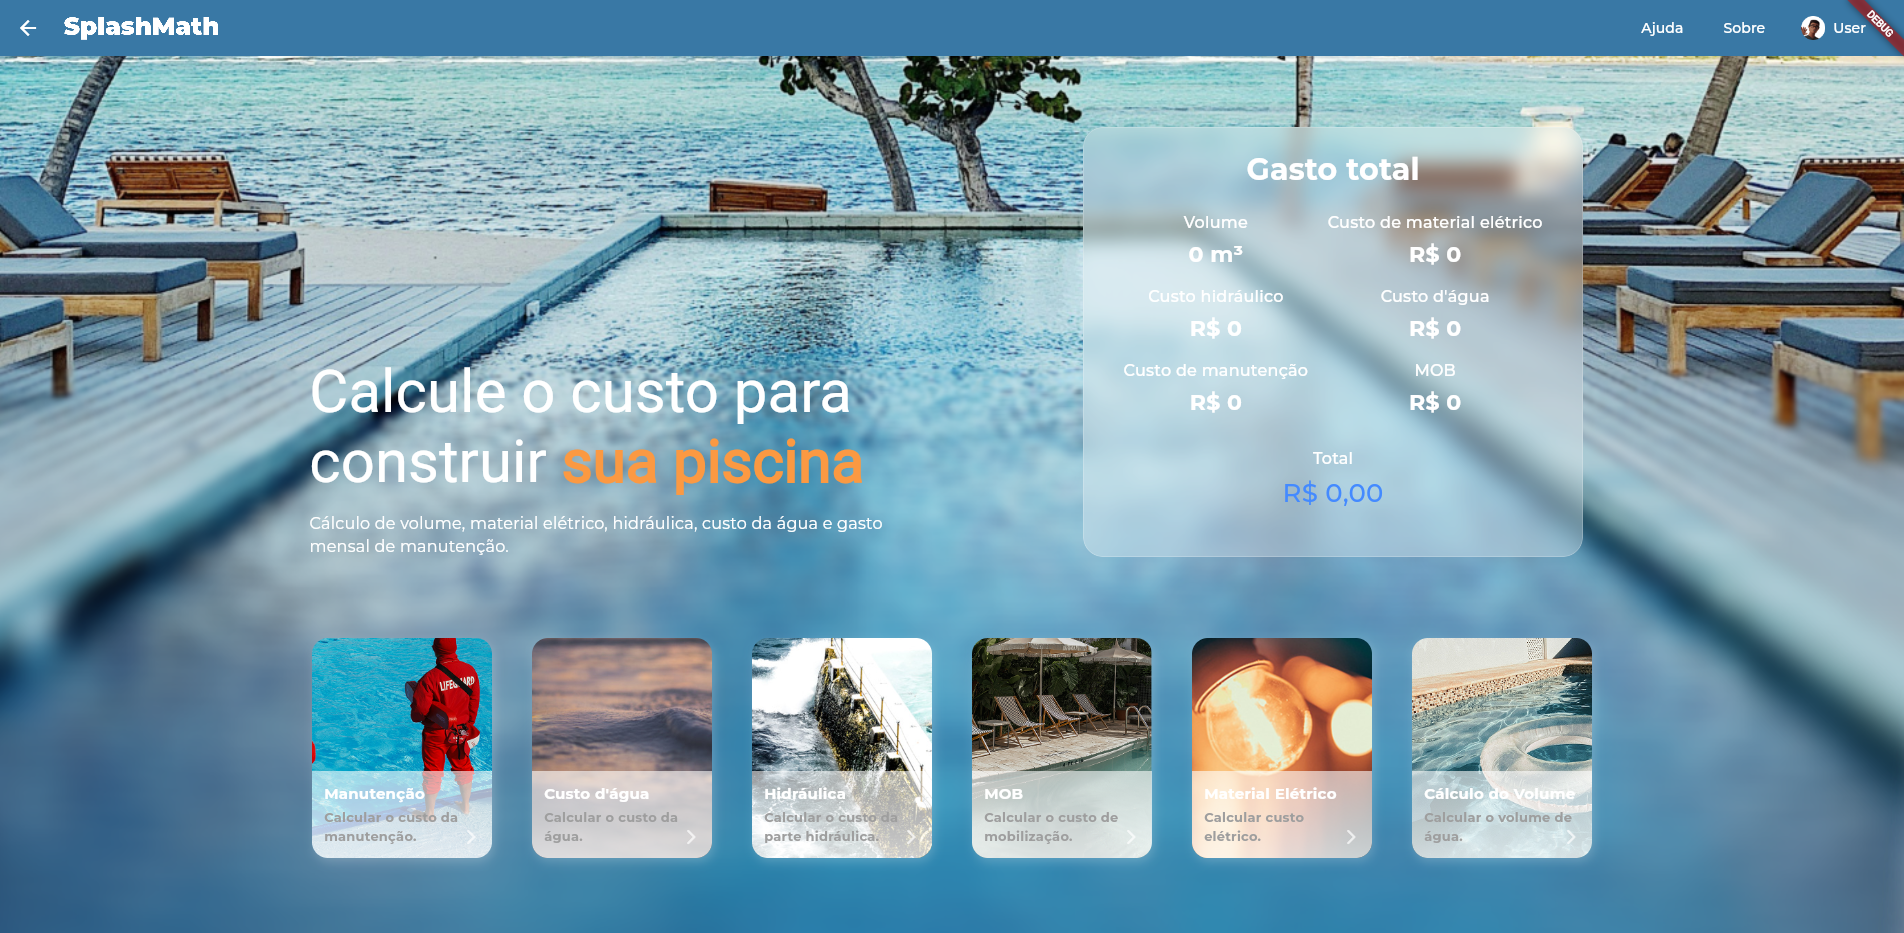 SplashMath
Ajuda
Sobre
User
DEBUG
Gasto total
Volume
0 m³
Custo de material elétrico
R$ 0
Custo hidráulico
R$ 0
Custo d'água
R$ 0
Custo de manutenção
R$ 0
MOB
R$ 0
Total
R$ 0,00
Calcule o custo para
construir sua piscina
Cálculo de volume, material elétrico, hidráulica, custo da água e gasto
mensal de manutenção.
LIFEGUARD
Manutenção
Calcular o custo da
manutenção.
Custo d'água
Calcular o custo da
água.
Hidráulica
Calcular o custo da
parte hidráulica.
MOB
Calcular o custo de
mobilização.
Material Elétrico
Calcular custo
elétrico.
Cálculo do Volume
Calcular o volume de
água.